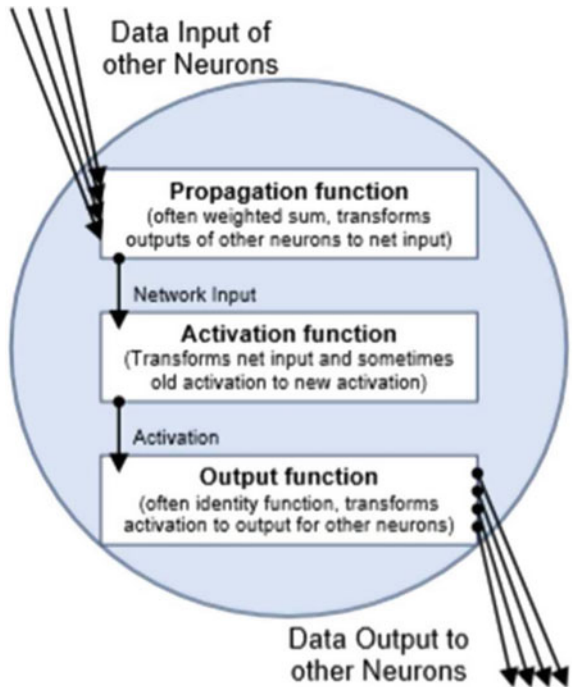 Data Input of
other Neurons
Propagation function
(often weighted sum, transforms
outputs of other neurons to net input)
Network Input
Activation function
(Transforms net input and sometimes
old activation to new activation)
Activation
Output function
(often identity function, transforms
activation to output for other neurons)
Data Output to
other Neurons